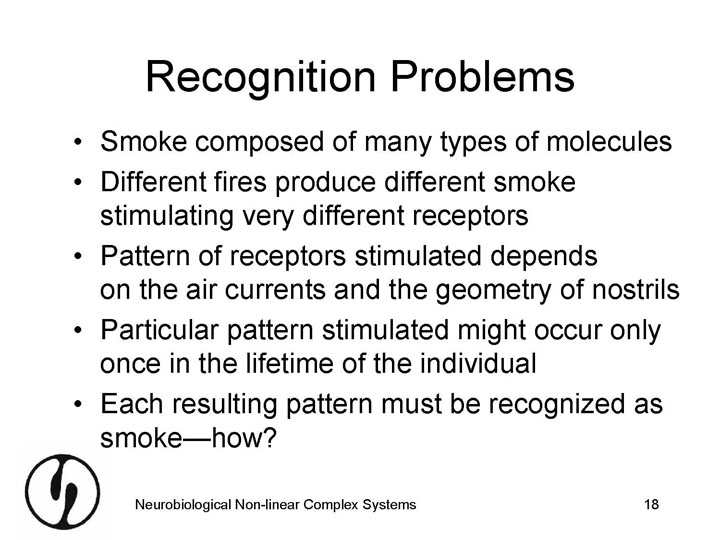 Recognition Problems
• Smoke composed of many types of molecules
• Different fires produce different smoke
stimulating very different receptors
• Pattern of receptors stimulated depends
on the air currents and the geometry of nostrils
• Particular pattern stimulated might occur only
once in the lifetime of the individual
• Each resulting pattern must be recognized as
smoke—how?
Neurobiological Non-linear Complex Systems 18